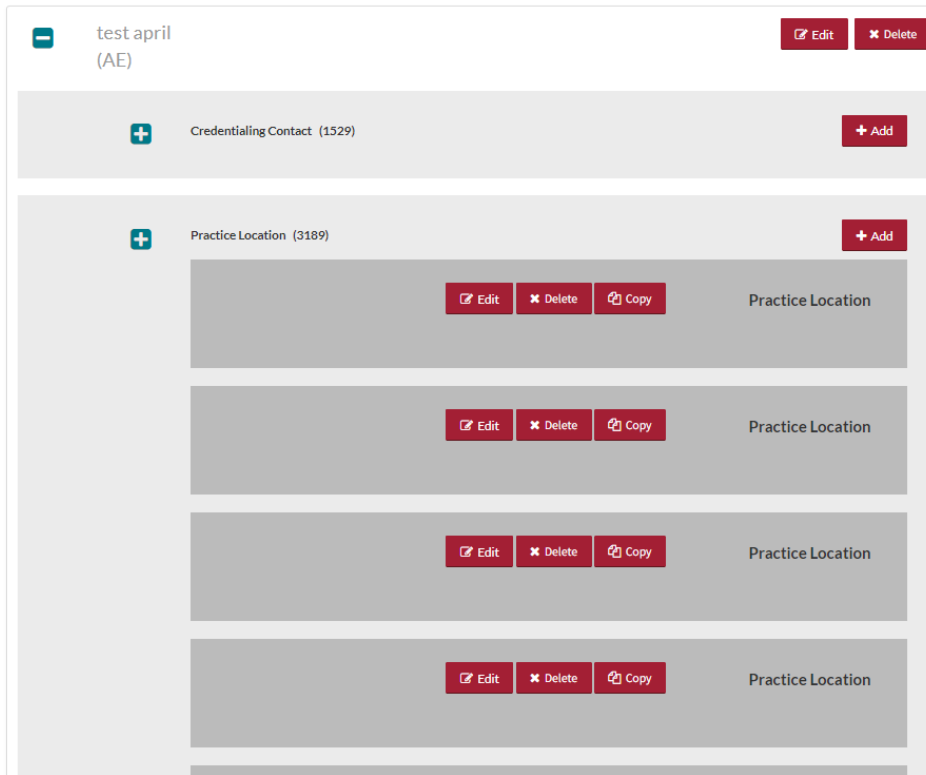 test april
(AE)
Edit
Delete
Credentialing Contact (1529)
Add
Practice Location (3189)
Add
Edit
Delete
Copy
Practice Location
Edit
Delete
Copy
Practice Location
Edit
Delete
Copy
Practice Location
Edit
Delete
Copy
Practice Location